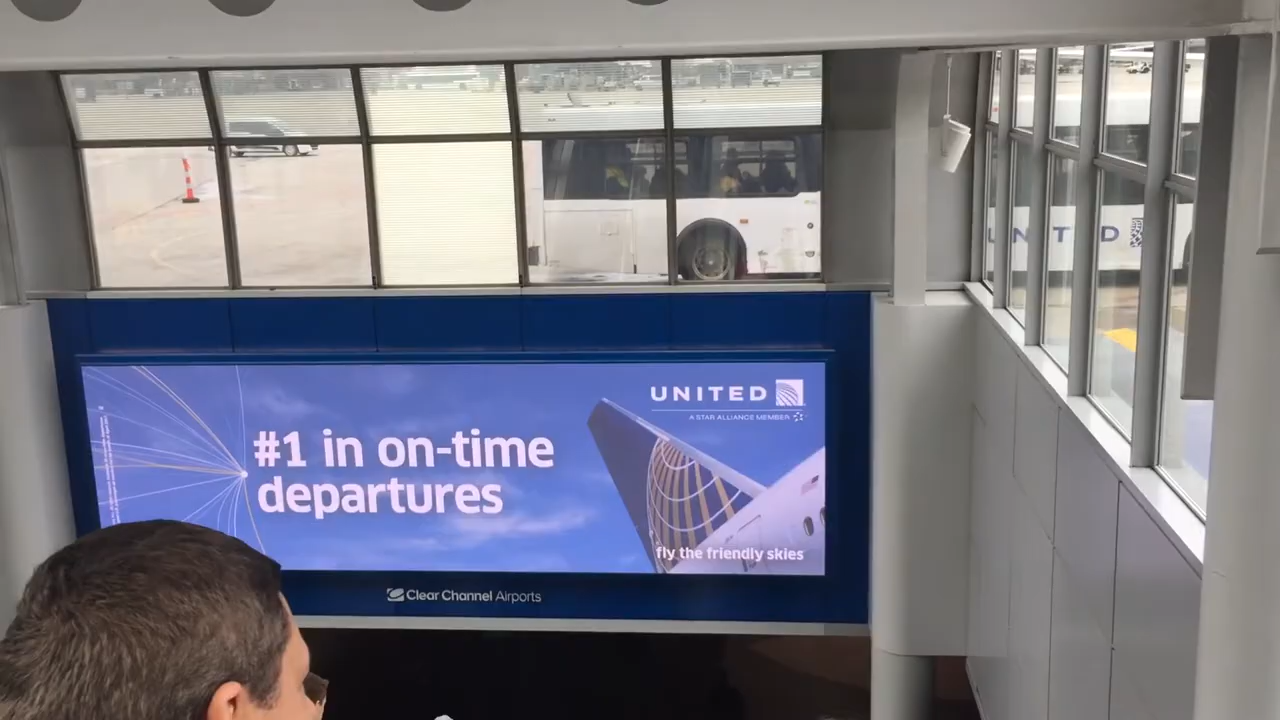 UNITED
UNITED
A STAR ALLIANCE MEMBER
#1 in on-time
departures
fly the friendly skies
Clear Channel Airports